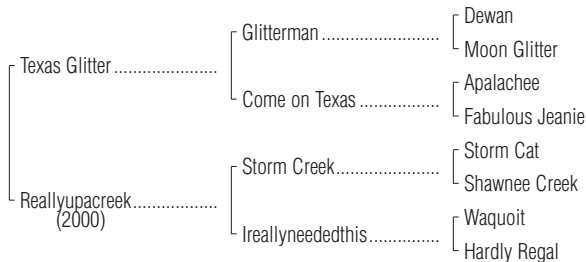 Dewan
Glitterman ........................................
Moon Glitter
Texas Glitter ......................
Apalachee
Come on Texas ...........................
Fabulous Jeanie
Storm Cat
Storm Creek ...................................
Shawnee Creek
Reallyupacreek ..................
(2000)
Waquoit
Ireallyneededthis .......................
Hardly Regal